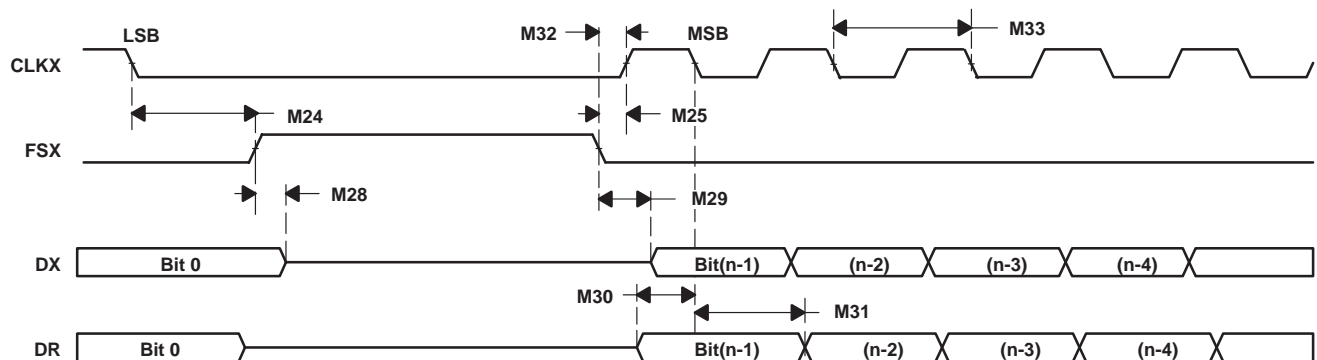 LSB
M32
MSB
M33
CLKX
M24
M25
FSX
M28
M29
DX
Bit 0
Bit(n-1)
(n-2)
(n-3)
(n-4)
M30
M31
DR
Bit 0
Bit(n-1)
(n-2)
(n-3)
(n-4)